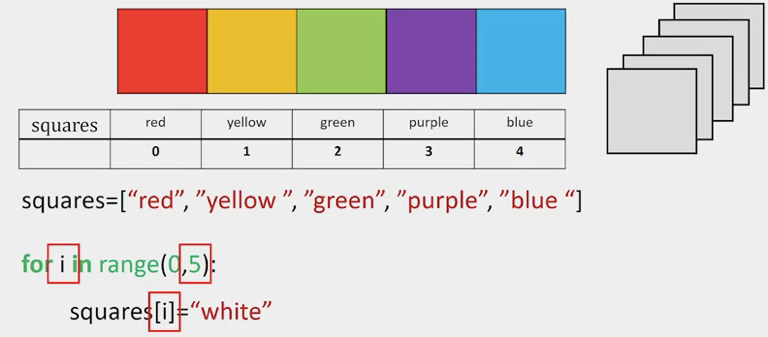 squares red yellow green purple blue
0 1 2 3 4
squares=[“red”, ”yellow ”, ”green”, ”purple”, ”blue “]
for i in range(0,5):
squares[i]=“white”